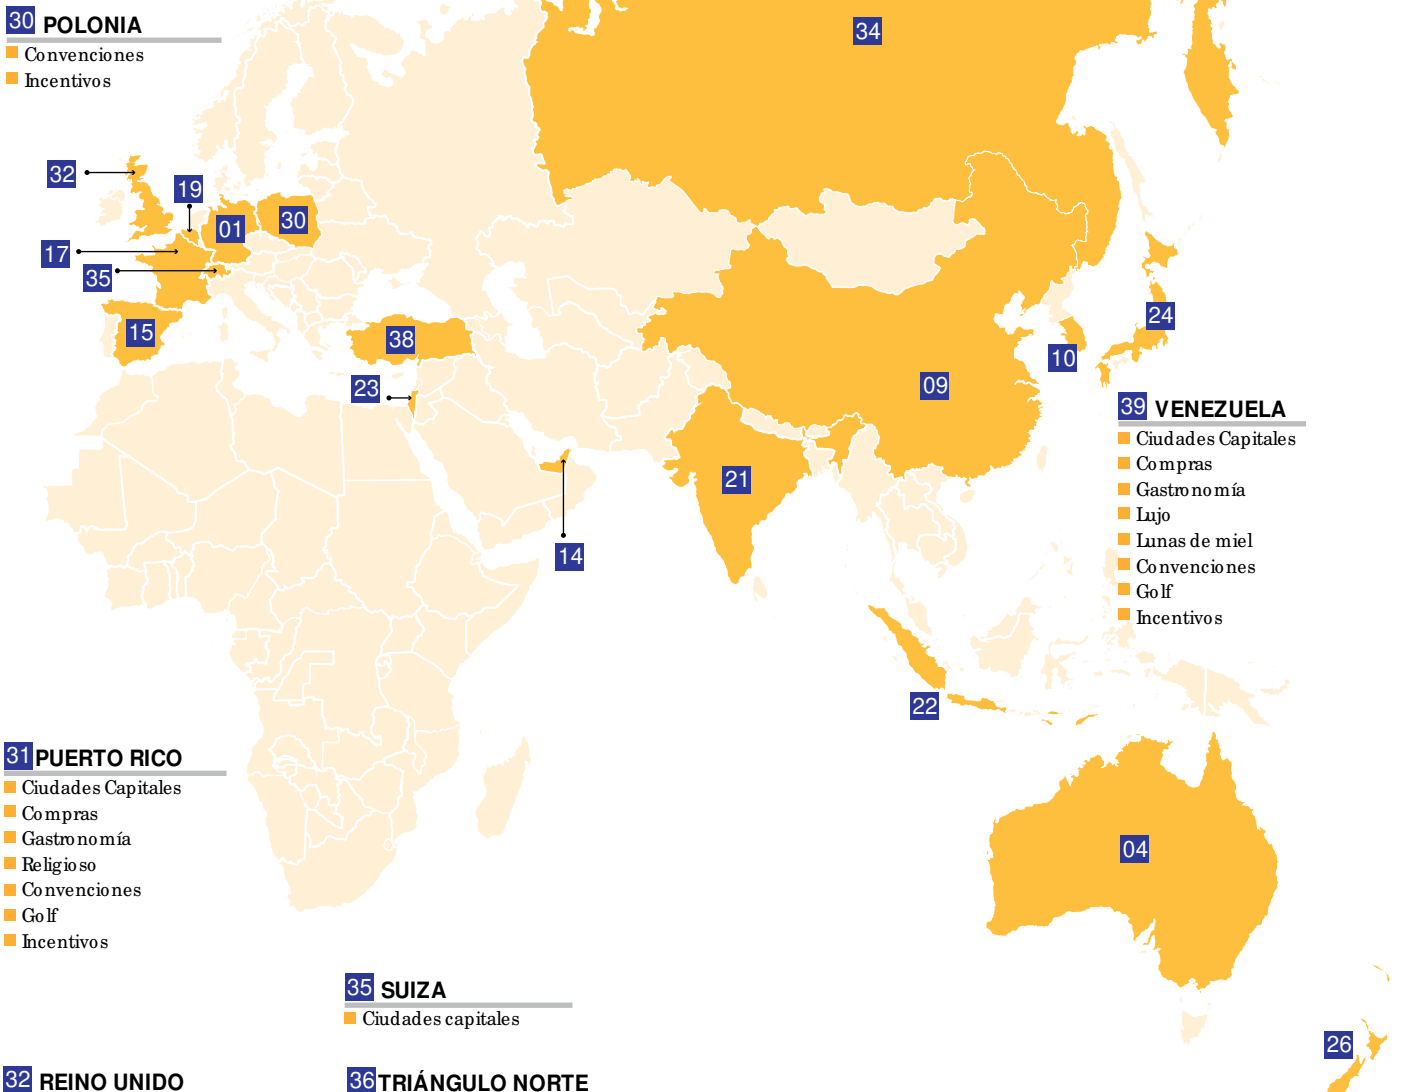 30 POLONIA
Convenciones
Incentivos
34
32
19
30
01
17
35
15
38
23
24
10
09
21
14
22
39 VENEZUELA
Ciudades Capitales
Compras
Gastronomía
Lujo
Lunas de miel
Convenciones
Golf
Incentivos
31 PUERTO RICO
Ciudades Capitales
Compras
Gastronomía
Religioso
Convenciones
Golf
Incentivos
04
26
35 SUIZA
Ciudades capitales
32 REINO UNIDO
36 TRIÁNGULO NORTE